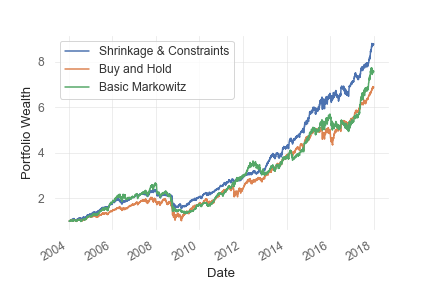 Shrinkage & Constraints
Buy and Hold
Basic Markowitz
Portfolio Wealth
8
6
4
2
2004
2006
2008
2010
2012
2014
2016
2018
Date